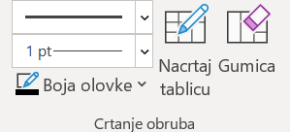 1 pt
Boja olovke
Nacrtaj
tablicu
Gumica
Crtanje obruba